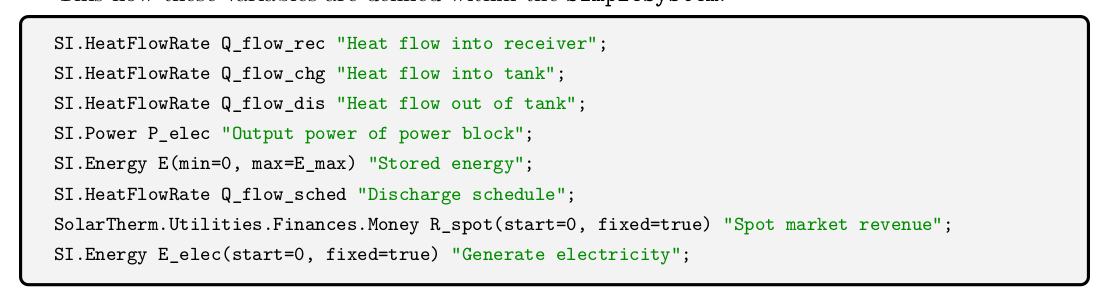 SI.HeatFlowRate Q_flow_rec "Heat flow into receiver";
SI.HeatFlowRate Q_flow_chg "Heat flow into tank";
SI.HeatFlowRate Q_flow_dis "Heat flow out of tank";
SI.Power P_elec "Output power of power block";
SI.Energy E(min=0, max=E_max) "Stored energy";
SI.HeatFlowRate Q_flow_sched "Discharge schedule";
SolarTherm.Utilities.Finances.Money R_spot(start=0, fixed=true) "Spot market revenue";
SI.Energy E_elec(start=0, fixed=true) "Generate electricity";